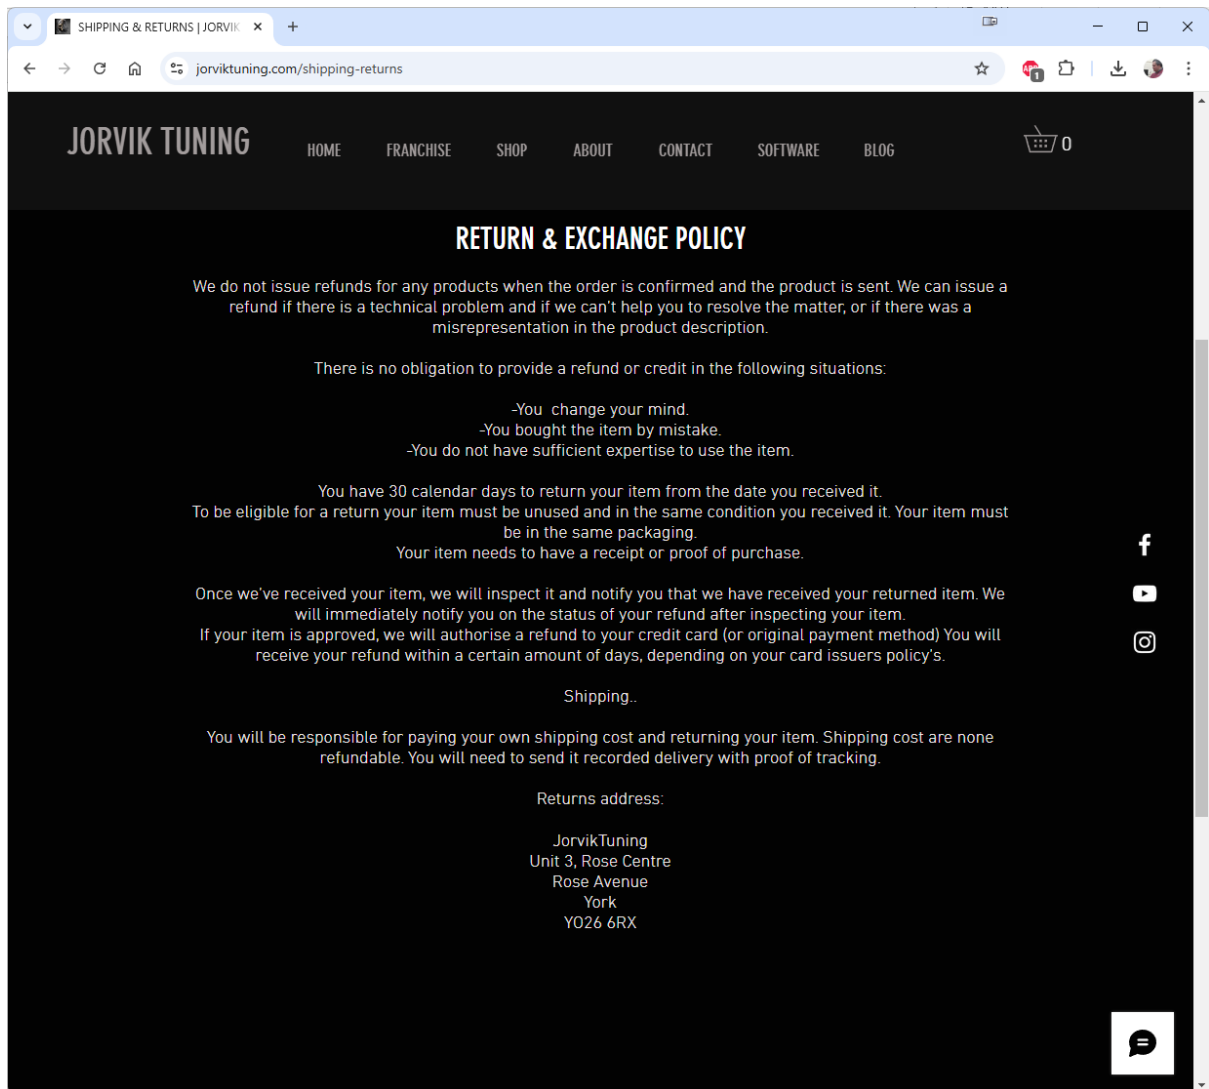 SHIPPING & RETURNS | JORVIK
jorviktuning.com/shipping-returns
ABP
1
JORVIK TUNING
HOME
FRANCHISE
SHOP
ABOUT
CONTACT
SOFTWARE
BLOG
0
RETURN & EXCHANGE POLICY
We do not issue refunds for any products when the order is confirmed and the product is sent. We can issue a
refund if there is a technical problem and if we can't help you to resolve the matter, or if there was a
misrepresentation in the product description.
There is no obligation to provide a refund or credit in the following situations:
-You  change your mind.
-You bought the item by mistake.
-You do not have sufficient expertise to use the item.
You have 30 calendar days to return your item from the date you received it.
To be eligible for a return your item must be unused and in the same condition you received it. Your item must
be in the same packaging.
Your item needs to have a receipt or proof of purchase.
Once we've received your item, we will inspect it and notify you that we have received your returned item. We
will immediately notify you on the status of your refund after inspecting your item.
If your item is approved, we will authorise a refund to your credit card (or original payment method) You will
receive your refund within a certain amount of days, depending on your card issuers policy's.
Shipping..
You will be responsible for paying your own shipping cost and returning your item. Shipping cost are none
refundable. You will need to send it recorded delivery with proof of tracking.
Returns address:
JorvikTuning
Unit 3, Rose Centre
Rose Avenue
York
YO26 6RX